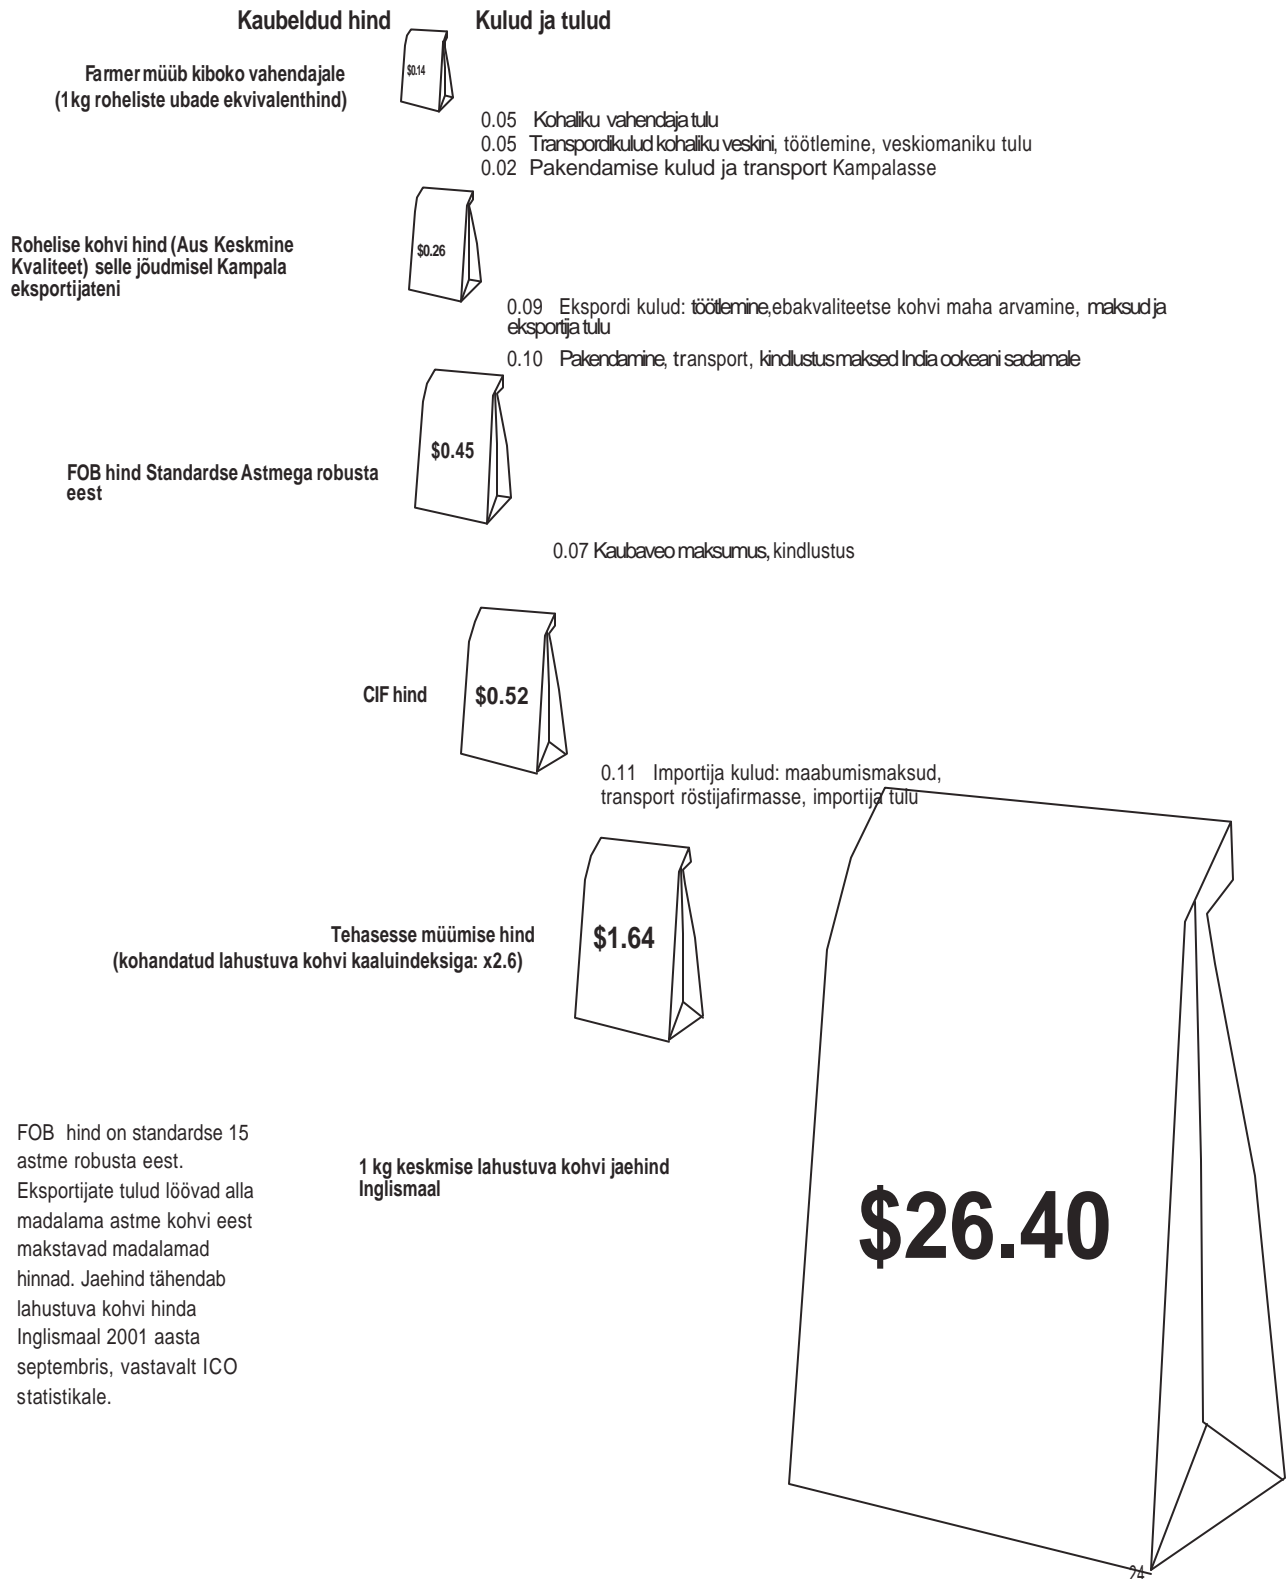 Kaubeldud hind
Kulud ja tulud
$0.14
Farmer müüb kiboko vahendajale
(1kg roheliste ubade ekvivalenthind)
0.05 Kohaliku vahendaja tulu
0.05 Transpordikulud kohaliku veskini, töötlemine, veskiomaniku tulu
0.02 Pakendamise kulud ja transport Kampalasse
Rohelise kohvi hind (Aus Keskmine
Kvaliteet) selle jõudmisel Kampala
eksportijateni
$0.26
0.09 Ekspordi kulud: töötlemine,ebakvaliteetse kohvi maha arvamine, maksud ja
eksportija tulu
0.10 Pakendamine, transport, kindlustusmaksed India ookeani sadamale
$0.45
FOB hind Standardse Astmega robusta
eest
0.07 Kaubaveo maksumus, kindlustus
CIF hind
$0.52
0.11 Importija kulud: maabumismaksud,
transport röstijafirmasse, importija tulu
Tehasesse müümise hind
(kohandatud lahustuva kohvi kaaluindeksiga: x2.6)
$1.64
FOB hind on standardse 15
astme robusta eest.
Eksportijate tulud löövad alla
madalama astme kohvi eest
makstavad madalamad
hinnad. Jaehind tähendab
lahustuva kohvi hinda
Inglismaal 2001 aasta
septembris, vastavalt ICO
statistikale.
1 kg keskmise lahustuva kohvi jaehind
Inglismaal
$26.40
24